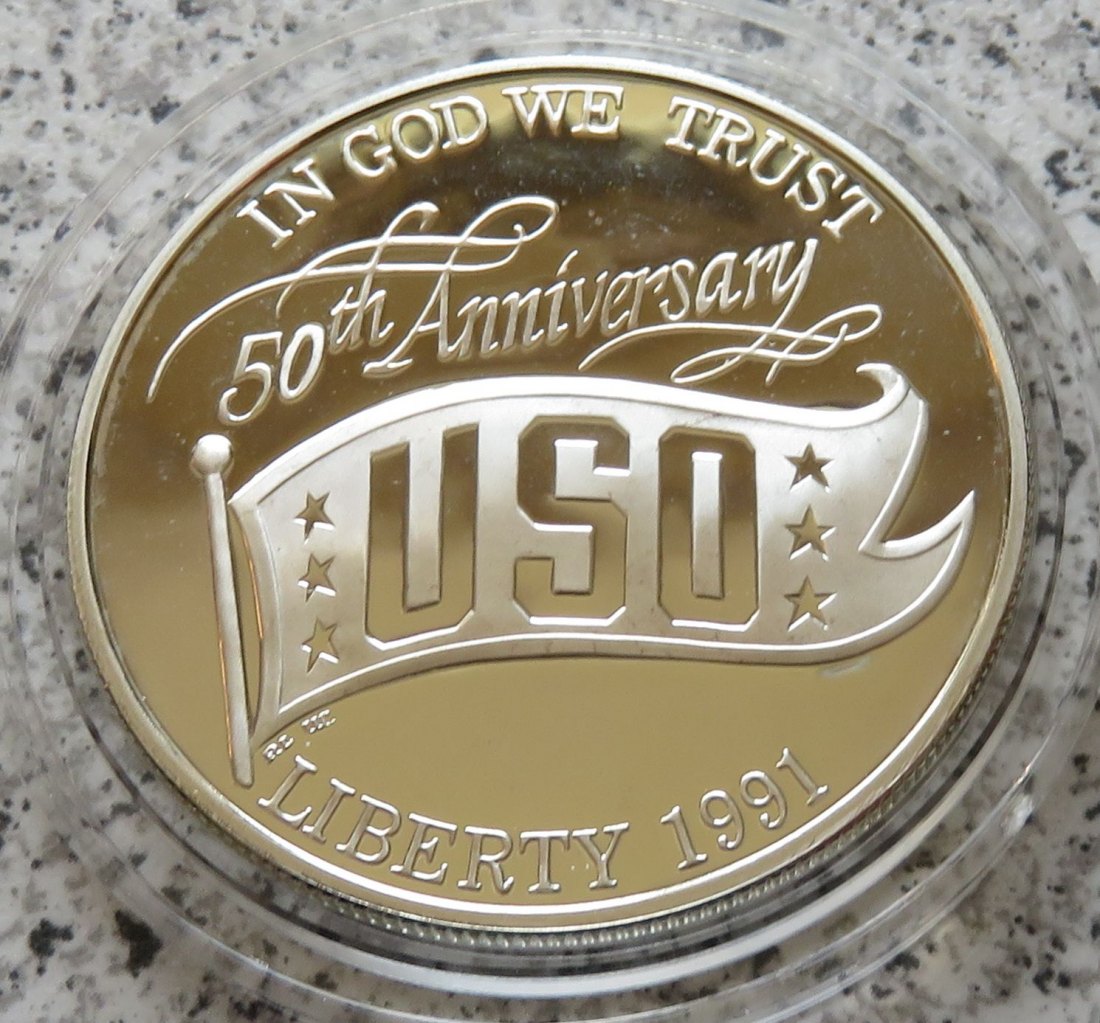 IN GOD WE TRUST
50th Anniversary
USO
LIBERTY 1991